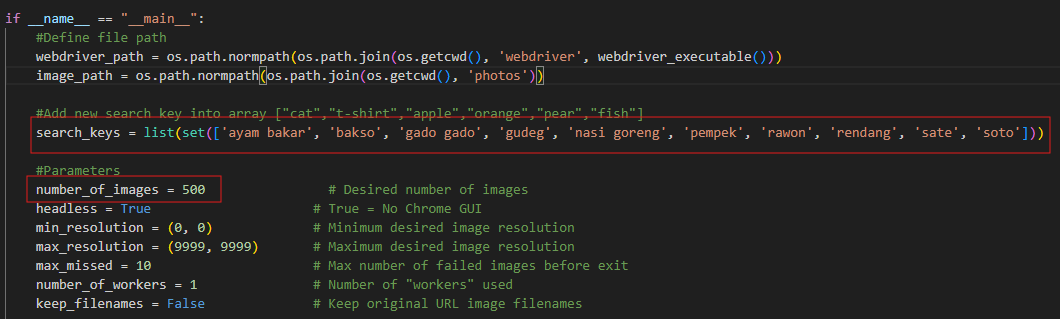 if __name__ == "__main__":
    #Define file path
    webdriver_path = os.path.normpath(os.path.join(os.getcwd(), 'webdriver', webdriver_executable()))
    image_path = os.path.normpath(os.path.join(os.getcwd(), 'photos'))
    #Add new search key into array ["cat","t-shirt","apple","orange","pear","fish"]
    search_keys = list(set(['ayam bakar', 'bakso', 'gado gado', 'gudeg', 'nasi goreng', 'pempek', 'rawon', 'rendang', 'sate', 'soto']))
    #Parameters
    number_of_images = 500                # Desired number of images
    headless = True                     # True = No Chrome GUI
    min_resolution = (0, 0)             # Minimum desired image resolution
    max_resolution = (9999, 9999)       # Maximum desired image resolution
    max_missed = 10                     # Max number of failed images before exit
    number_of_workers = 1               # Number of "workers" used
    keep_filenames = False              # Keep original URL image filenames